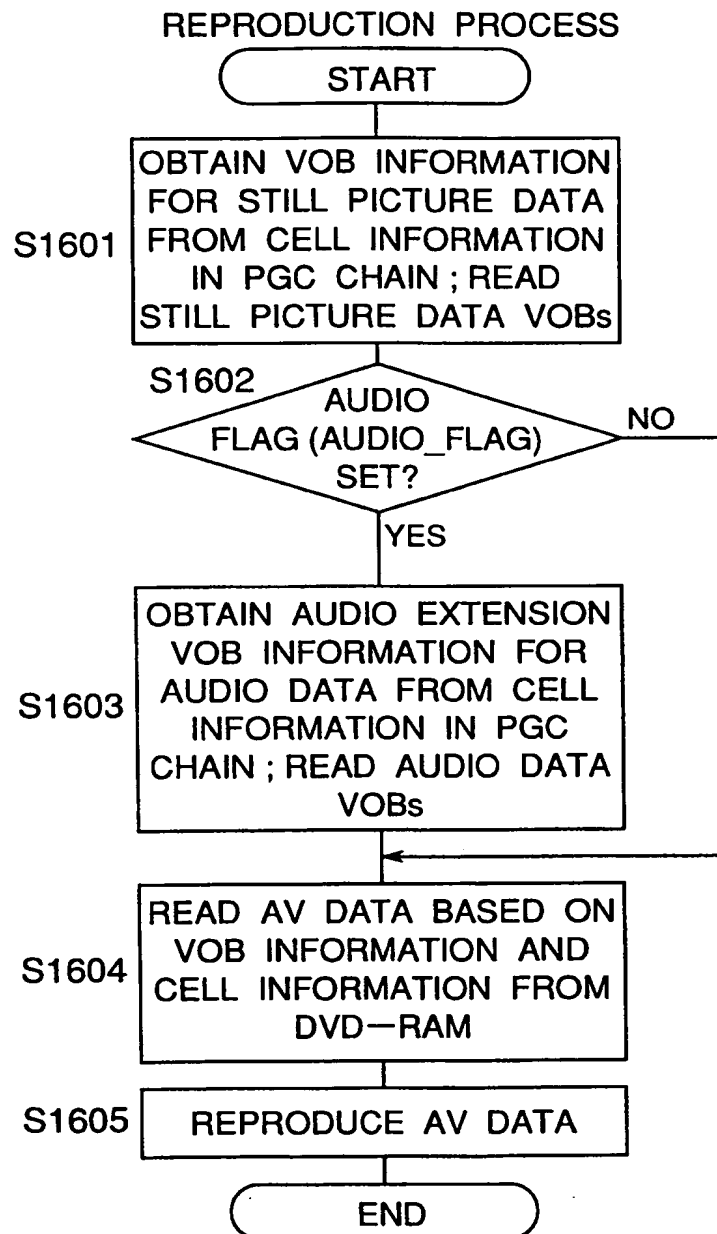 REPRODUCTION PROCESS
START
S1601
OBTAIN VOB INFORMATION
FOR STILL PICTURE DATA
FROM CELL INFORMATION
IN PGC CHAIN ; READ
STILL PICTURE DATA VOBs
S1602
AUDIO
FLAG (AUDIO_FLAG)
SET?
NO
YES
S1603
OBTAIN AUDIO EXTENSION
VOB INFORMATION FOR
AUDIO DATA FROM CELL
INFORMATION IN PGC
CHAIN ; READ AUDIO DATA
VOBs
S1604
READ AV DATA BASED ON
VOB INFORMATION AND
CELL INFORMATION FROM
DVD—RAM
S1605
REPRODUCE AV DATA
END